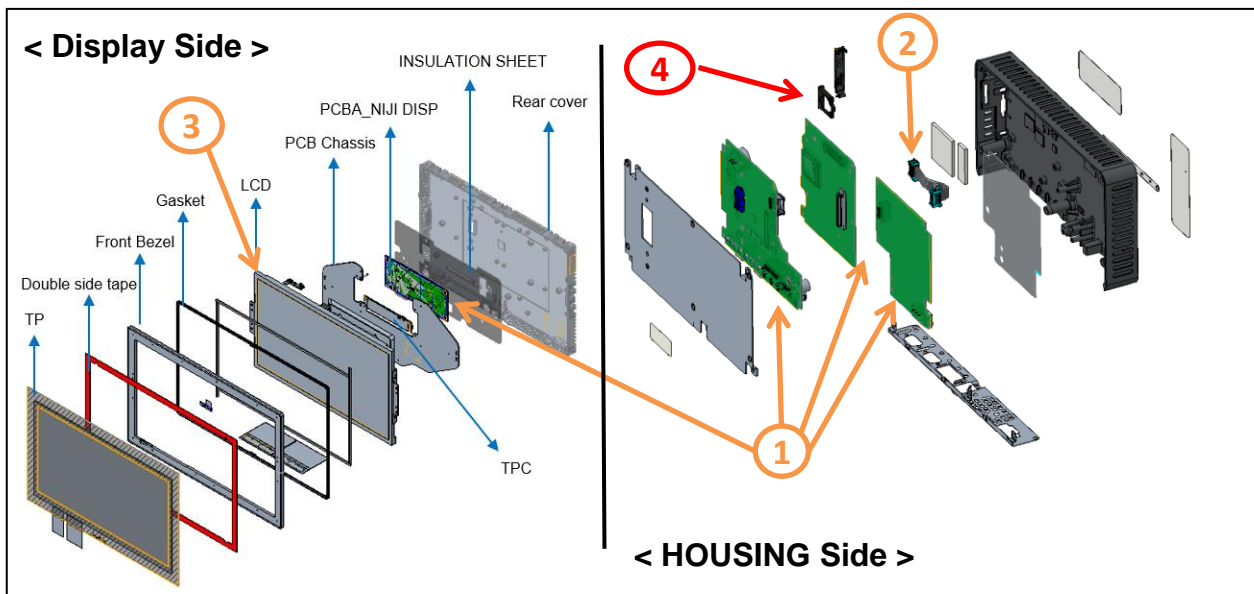 < Display Side >
INSULATION SHEET
PCBA_NIJI DISP
Rear cover
PCB Chassis
3
LCD
Gasket
Front Bezel
Double side tape
TP
TPC
4
2
1
< HOUSING Side >